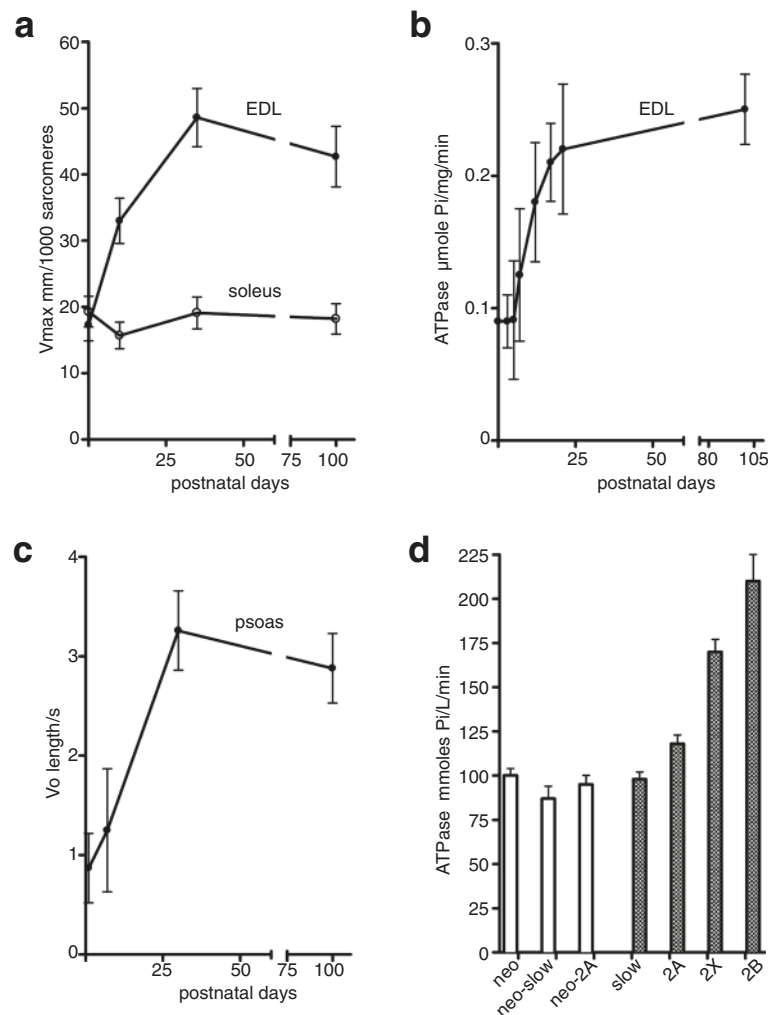 a
60
50
40
30
20
10
0
Vmax mm/1000 sarcomeres
EDL
soleus
25 50 75 100
postnatal days
b
0.3
0.2
0.1
0
ATPase µmole Pi/mg/min
EDL
25 50 80 105
postnatal days
c
4
3
2
1
0
Vo length/s
psoas
25 50 75 100
postnatal days
d
225
200
175
150
125
100
75
50
25
0
ATPase mmoles Pi/L/min
neo neo-slow neo-2A slow 2A 2X 2B